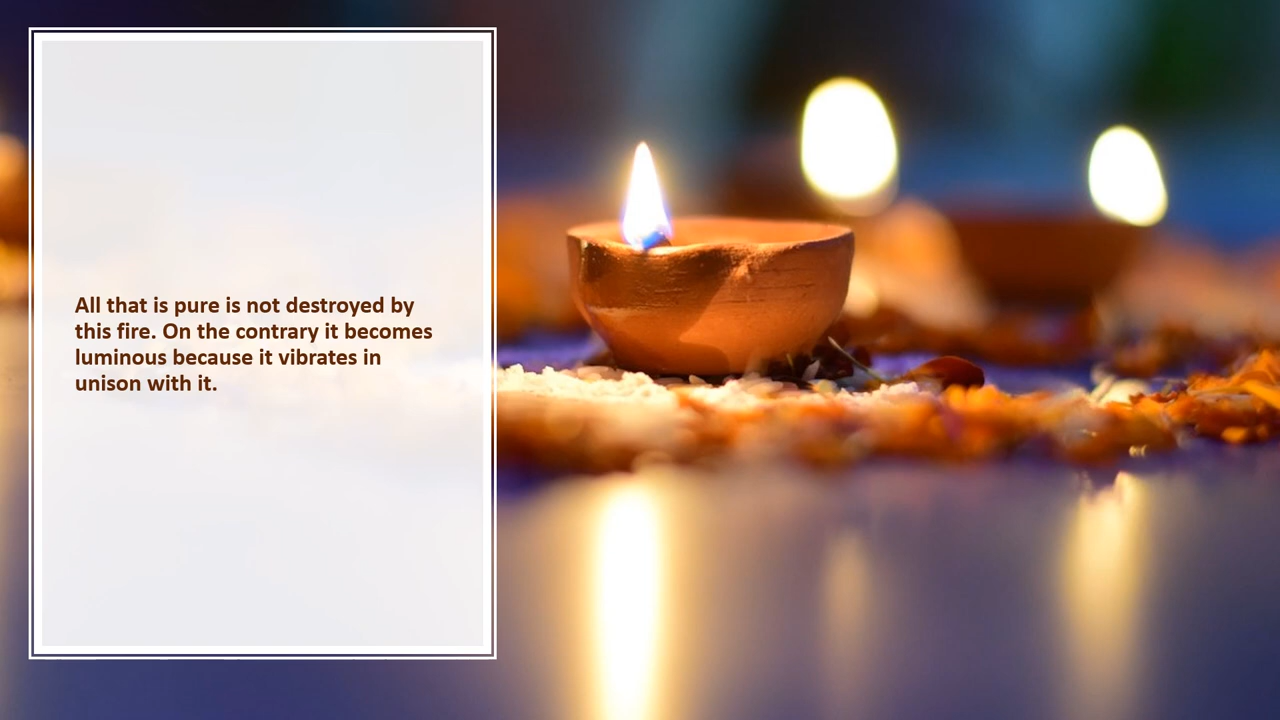 All that is pure is not destroyed by
this fire. On the contrary it becomes
luminous because it vibrates in
unison with it.